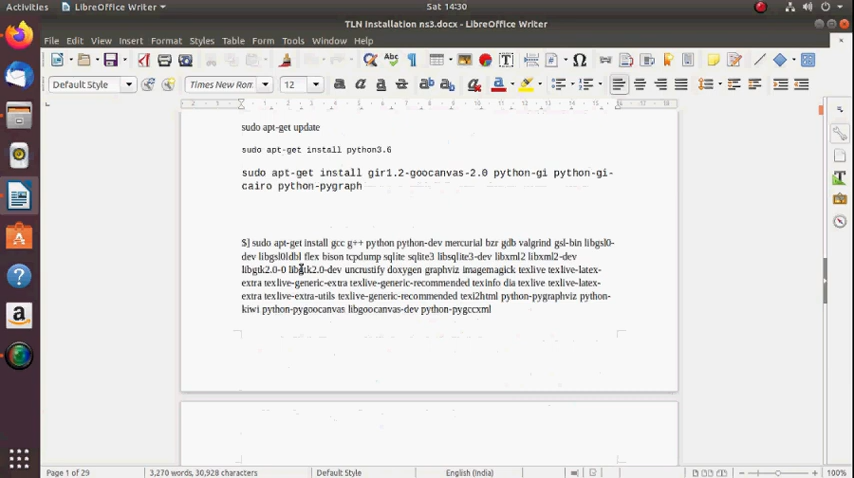 Activities
LibreOffice Writer
Sat 14:30
TLN Installation ns3.docx - LibreOffice Writer
File Edit View Insert Format Styles Table Form Tools Window Help
Default Style
Times New Rom
12
sudo apt-get update
sudo apt-get install python3.6
sudo apt-get install gir1.2-goocanvas-2.0 python-gi python-gi-
cairo python-pygraph
$] sudo apt-get install gcc g++ python python-dev mercurial bzr gdb valgrind gsl-bin libgsl0-
dev libgsl0ldbl flex bison tcpdump sqlite sqlite3 libsqlite3-dev libxml2 libxml2-dev
libgtk2.0-0 libgtk2.0-dev uncrustify doxygen graphviz imagemagick texlive texlive-latex-
extra texlive-generic-extra texlive-generic-recommended texinfo dia texlive texlive-latex-
extra texlive-extra-utils texlive-generic-recommended texi2html python-pygraphviz python-
kiwi python-pygoocanvas libgoocanvas-dev python-pygccxml
Page 1 of 29
3,270 words, 30,928 characters
Default Style
English (India)
100%